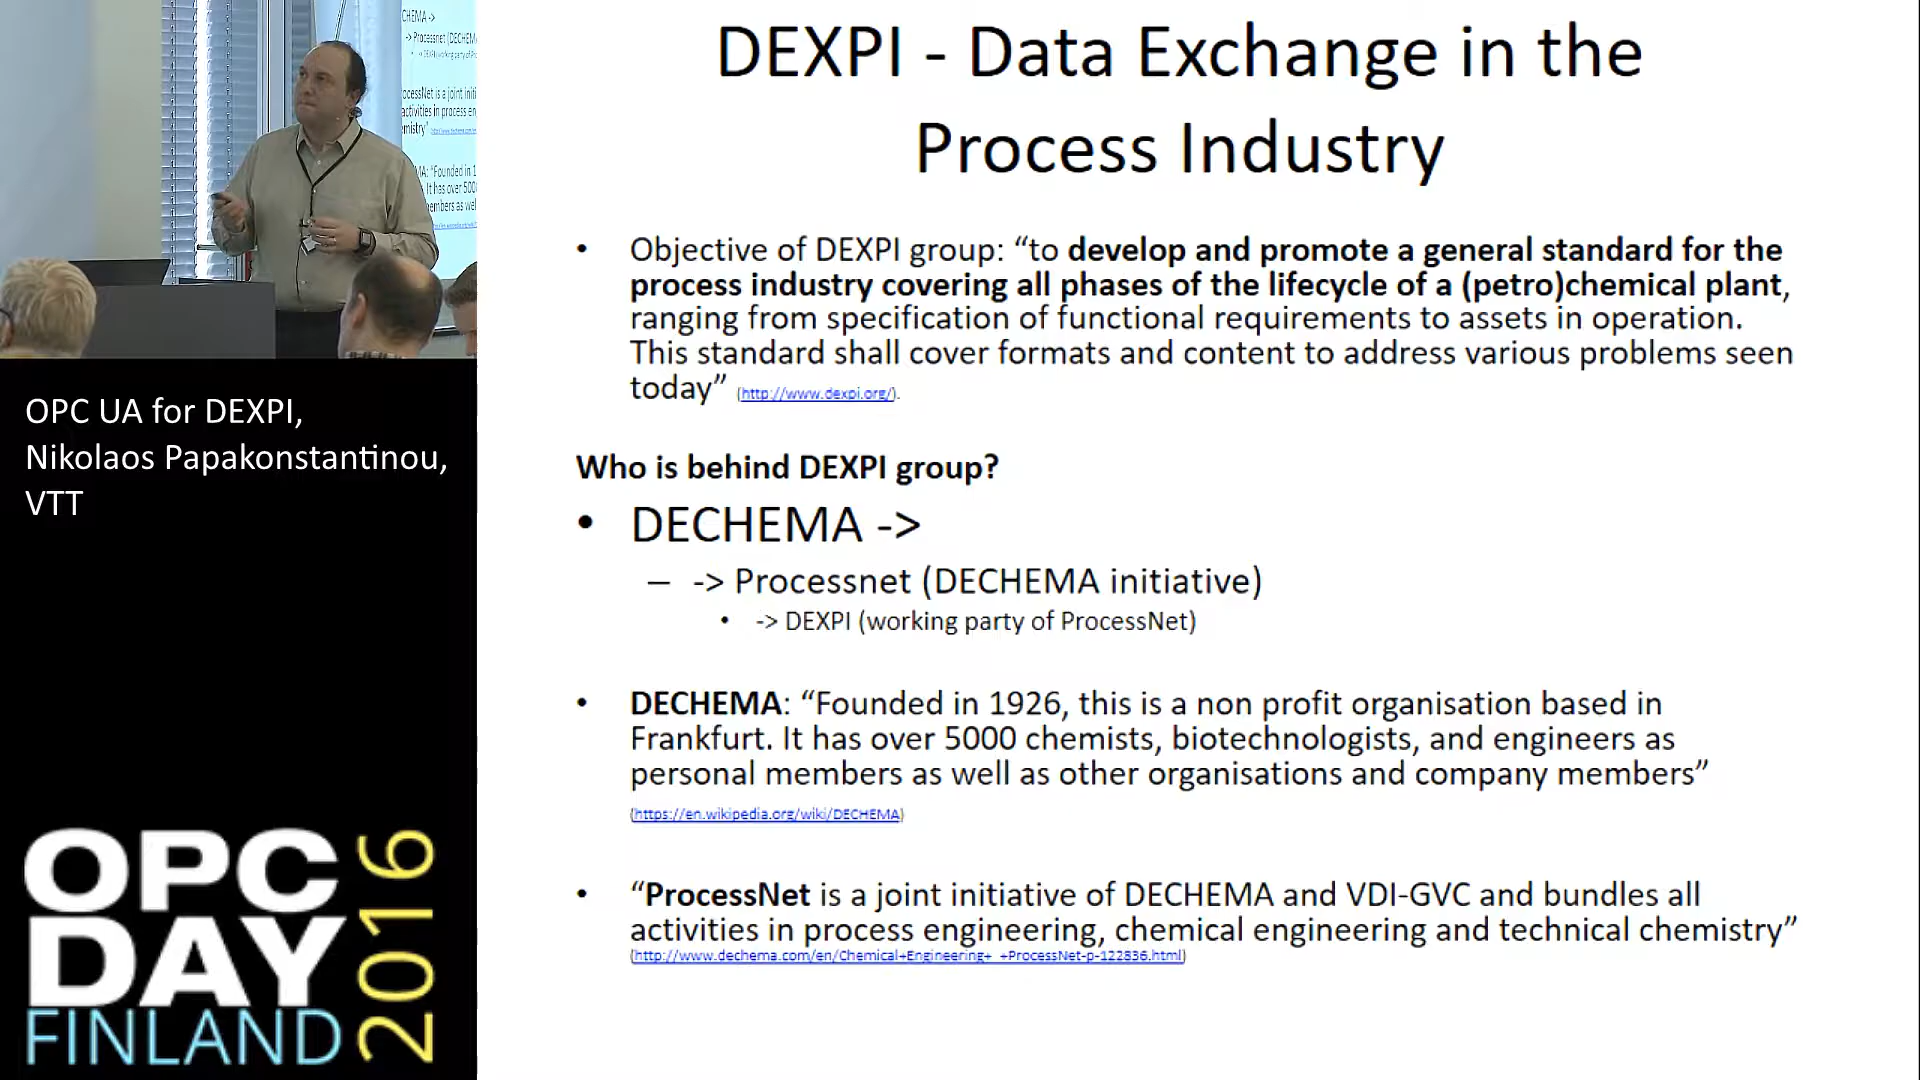 DEXPI - Data Exchange in the
Process Industry
• Objective of DEXPI group: “to develop and promote a general standard for the
process industry covering all phases of the lifecycle of a (petro)chemical plant,
ranging from specification of functional requirements to assets in operation.
This standard shall cover formats and content to address various problems seen
today” (http://www.dexpi.org/).
Who is behind DEXPI group?
• DECHEMA ->
– -> Processnet (DECHEMA initiative)
• -> DEXPI (working party of ProcessNet)
• DECHEMA: “Founded in 1926, this is a non profit organisation based in
Frankfurt. It has over 5000 chemists, biotechnologists, and engineers as
personal members as well as other organisations and company members”
(https://en.wikipedia.org/wiki/DECHEMA)
• “ProcessNet is a joint initiative of DECHEMA and VDI-GVC and bundles all
activities in process engineering, chemical engineering and technical chemistry”
(http://www.dechema.com/en/Chemical+Engineering+_+ProcessNet-p-122836.html)
OPC UA for DEXPI,
Nikolaos Papakonstantinou,
VTT
OPC
DAY
FINLAND
2016